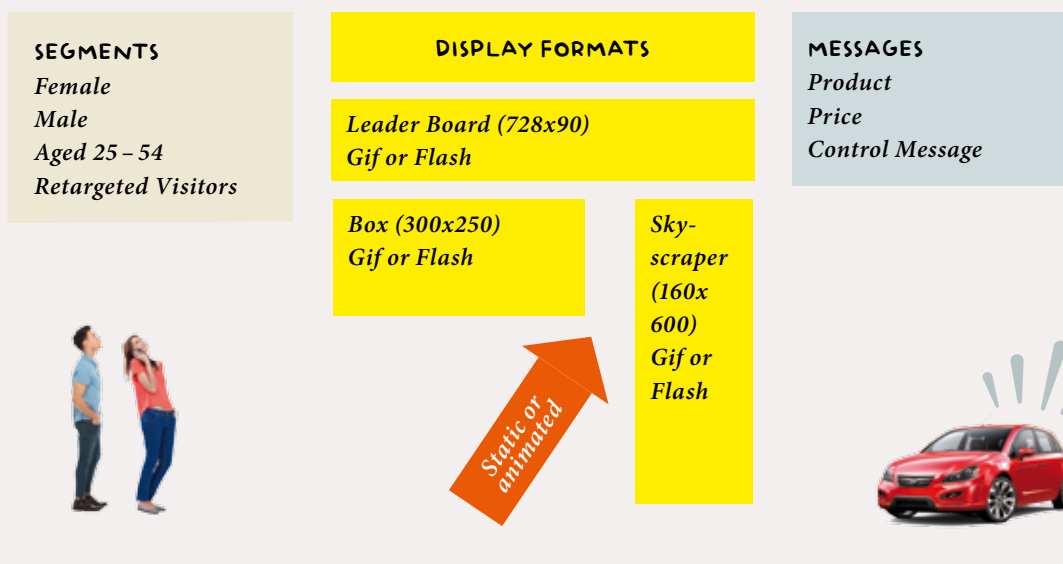 SEGMENTS
Female
Male
Aged 25 – 54
Retargeted Visitors
DISPLAY FORMATS
Leader Board (728x90)
Gif or Flash
Box (300x250)
Gif or Flash
Sky-
scraper
(160x
600)
Gif or
Flash
Static or
animated
MESSAGES
Product
Price
Control Message